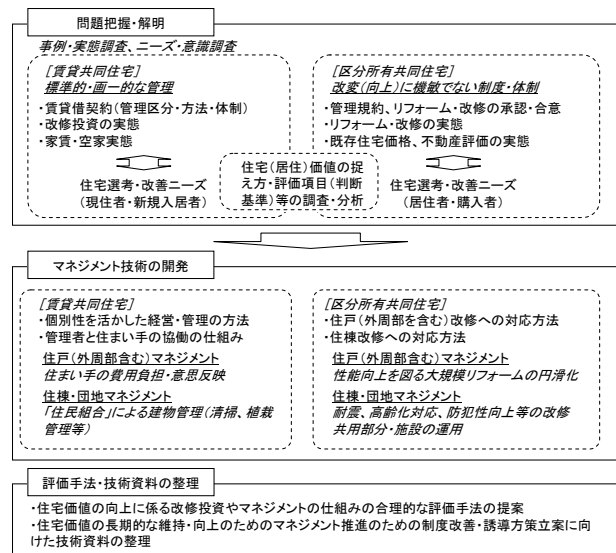 問題把握・解明
事例・実態調査、ニーズ・意識調査
[賃貸共同住宅]
標準的・画一的な管理
・賃貸借契約(管理区分・方法・体制)
・改修投資の実態
・家賃・空家実態
住宅選考・改善ニーズ
(現住者・新規入居者)
[区分所有共同住宅]
改変(向上)に機敏でない制度・体制
・管理規約、リフォーム・改修の承認・合意
・リフォーム・改修の実態
・既存住宅価格、不動産評価の実態
住宅選考・改善ニーズ
(居住者・購入者)
住宅(居住)価値の捉
え方・評価項目(判断
基準)等の調査・分析
マネジメント技術の開発
[賃貸共同住宅]
・個別性を活かした経営・管理の方法
・管理者と住まい手の協働の仕組み
住戸(外周部含む)マネジメント
住まい手の費用負担・意思反映
住棟・団地マネジメント
「住民組合」による建物管理(清掃、植栽
管理等)
[区分所有共同住宅]
・住戸(外周部を含む)改修への対応方法
・住棟改修への対応方法
住戸(外周部含む)マネジメント
性能向上を図る大規模リフォームの円滑化
住棟・団地マネジメント
耐震、高齢化対応、防犯性向上等の改修
共用部分・施設の運用
評価手法・技術資料の整理
・住宅価値の向上に係る改修投資やマネジメントの仕組みの合理的な評価手法の提案
・住宅価値の長期的な維持・向上のためのマネジメント推進のための制度改善・誘導方策立案に向
けた技術資料の整理